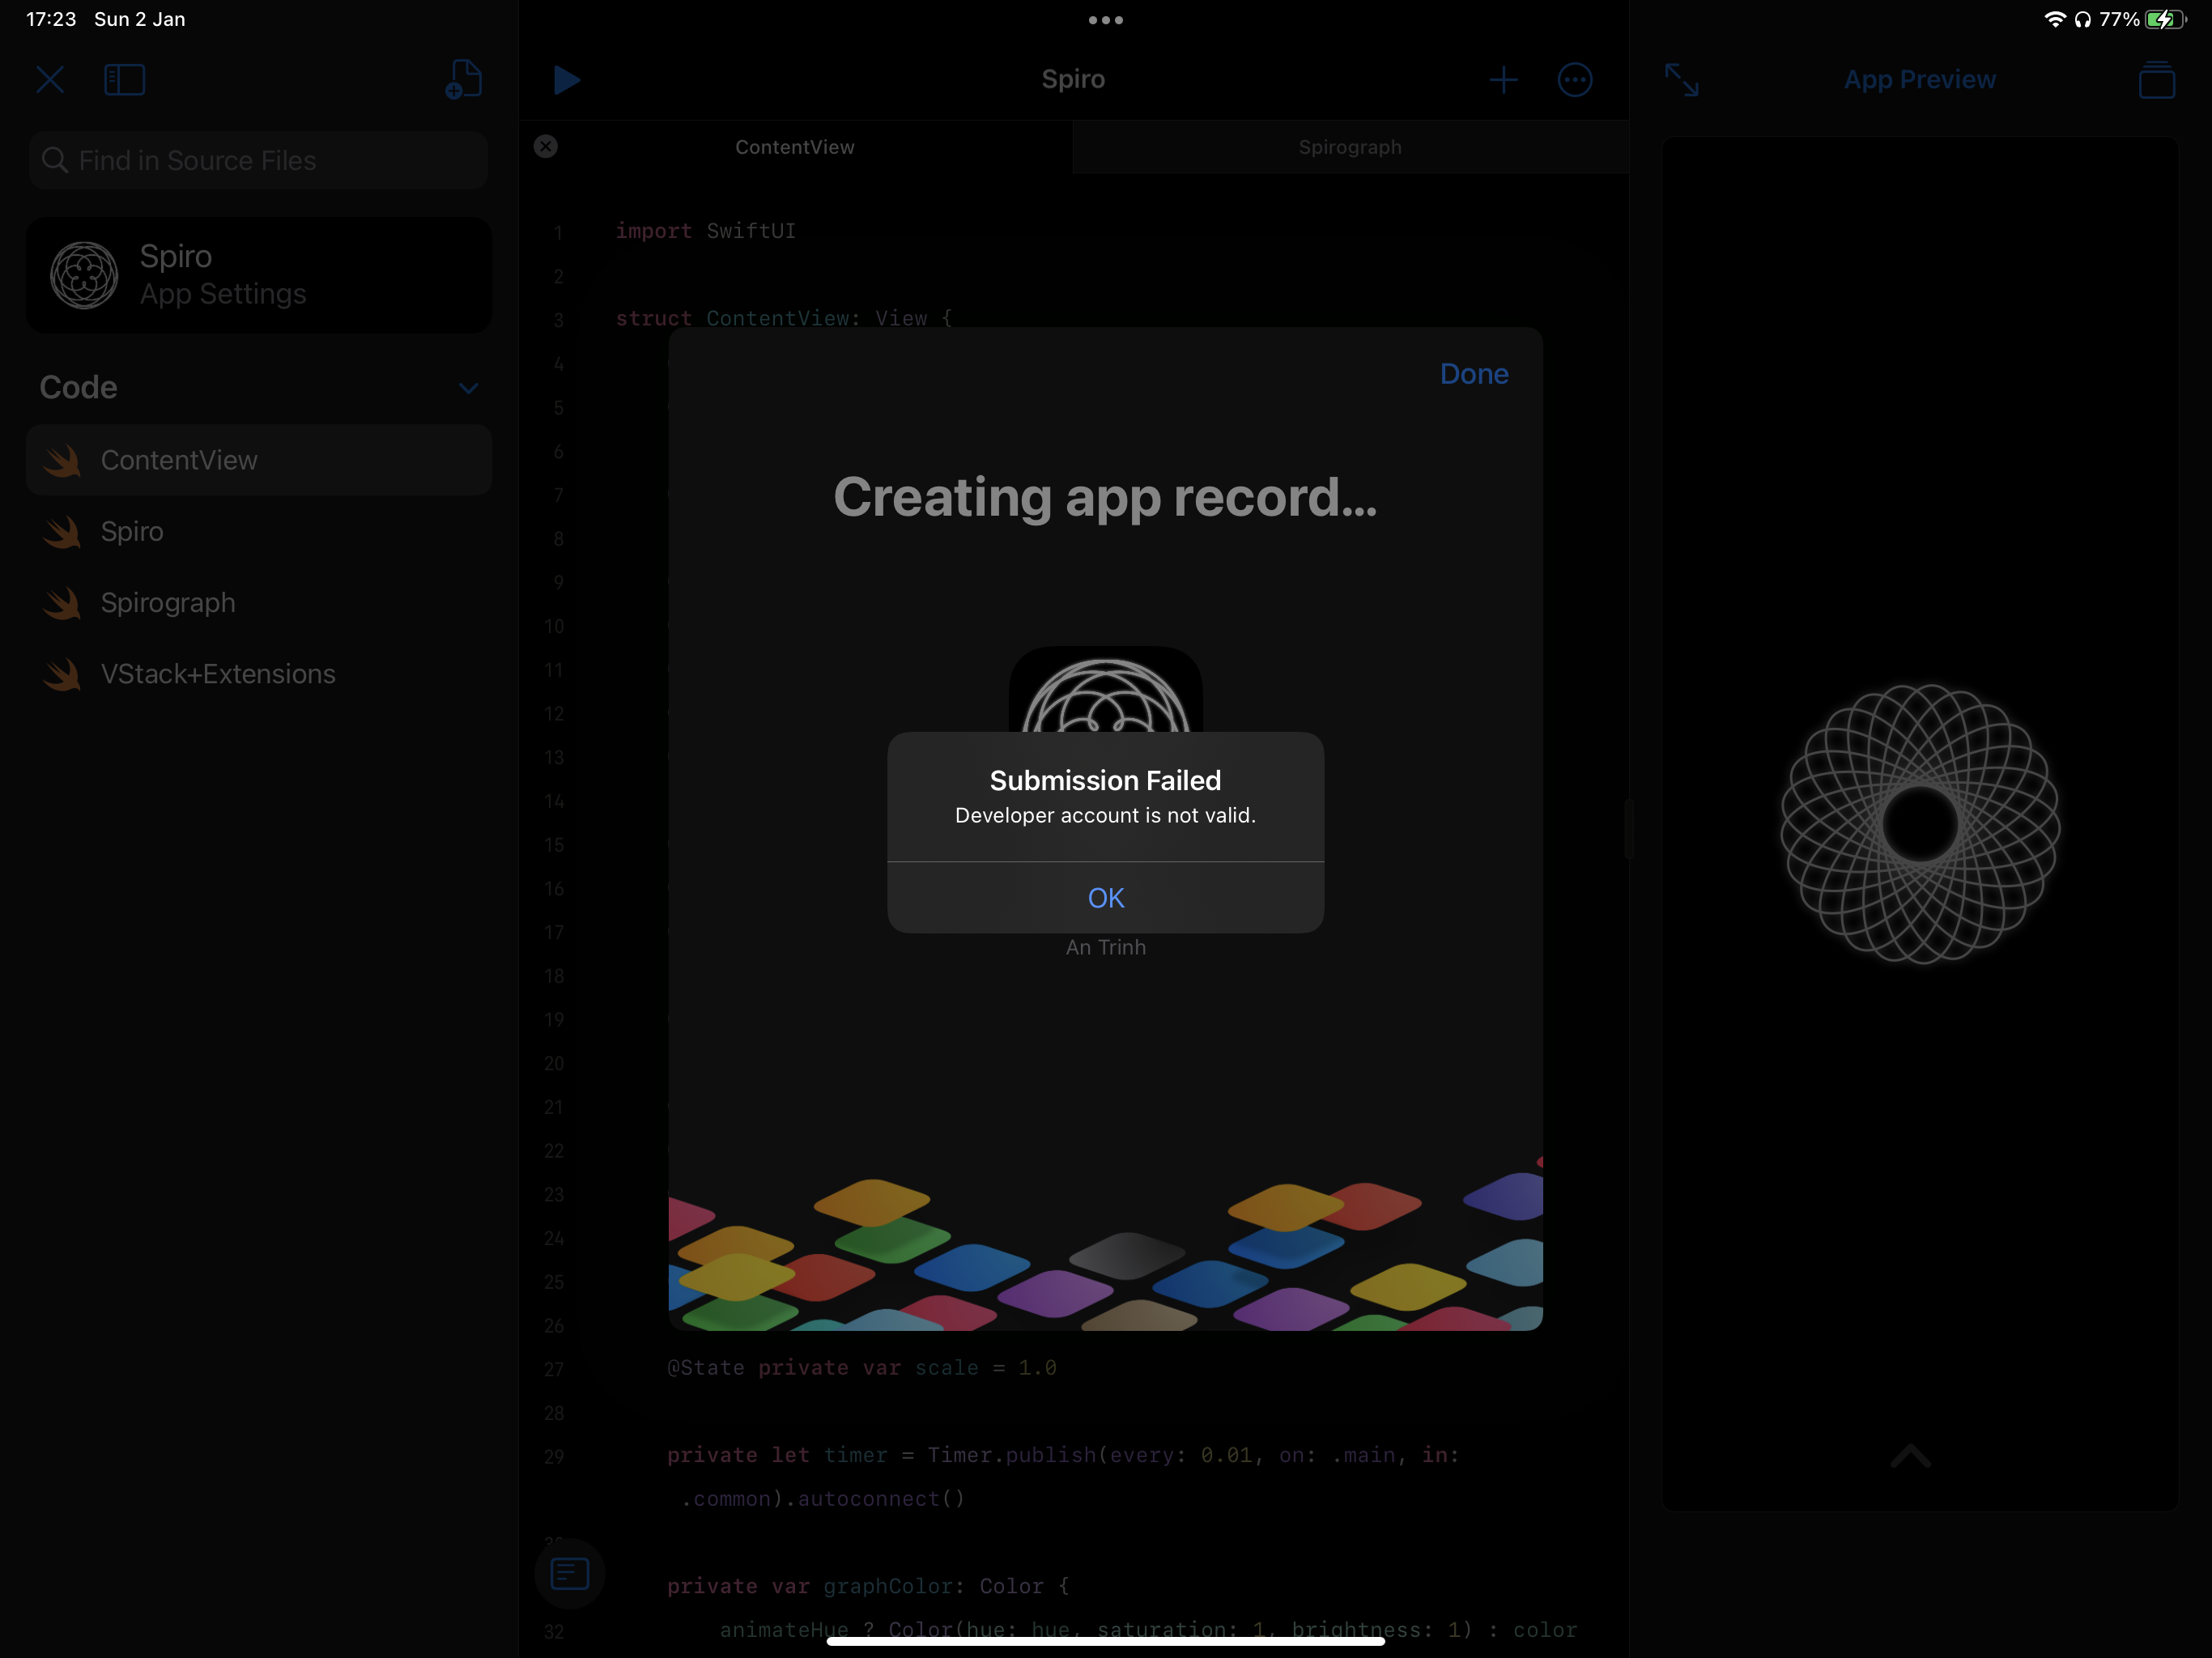 17:23 Sun 2 Jan
77%
Find in Source Files
Spiro
App Settings
Code
ContentView
Spiro
Spirograph
VStack+Extensions
Spiro
ContentView
Spirograph
1 import SwiftUI
2
3 struct ContentView: View {
4
5
6
7
8
9
10
11
12
13
14
15
16
17
18
19
20
21
22
23
24
25
26
27 @State private var scale = 1.0
28
29 private let timer = Timer.publish(every: 0.01, on: .main, in:
.common).autoconnect()
private var graphColor: Color {
32 animateHue ? Color(hue: hue, saturation: 1, brightness: 1) : color
Done
Creating app record...
Submission Failed
Developer account is not valid.
OK
An Trinh
App Preview